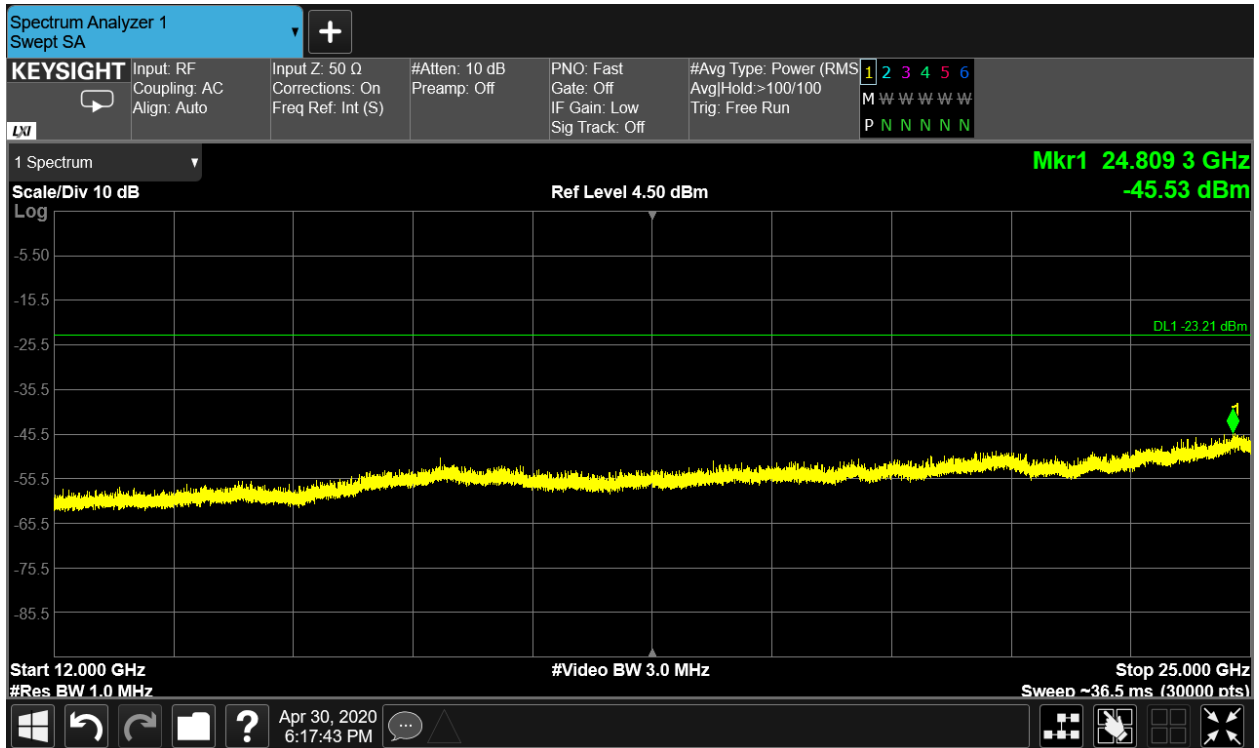 Spectrum Analyzer 1
Swept SA
KEYSIGHT
LXI
Input: RF
Coupling: AC
Align: Auto
Input Z: 50 Ω
Corrections: On
Freq Ref: Int (S)
#Atten: 10 dB
Preamp: Off
PNO: Fast
Gate: Off
IF Gain: Low
Sig Track: Off
#Avg Type: Power (RMS
Avg|Hold:>100/100
Trig: Free Run
1 2 3 4 5 6
M W W W W W
P N N N N N
1 Spectrum
Mkr1 24.809 3 GHz
-45.53 dBm
Scale/Div 10 dB
Ref Level 4.50 dBm
Log
-5.50
-15.5
DL1 -23.21 dBm
-25.5
-35.5
1
-45.5
-55.5
-65.5
-75.5
-85.5
Start 12.000 GHz
#Video BW 3.0 MHz
Stop 25.000 GHz
#Res BW 1.0 MHz
Sweep ~36.5 ms (30000 pts)
?
Apr 30, 2020
6:17:43 PM